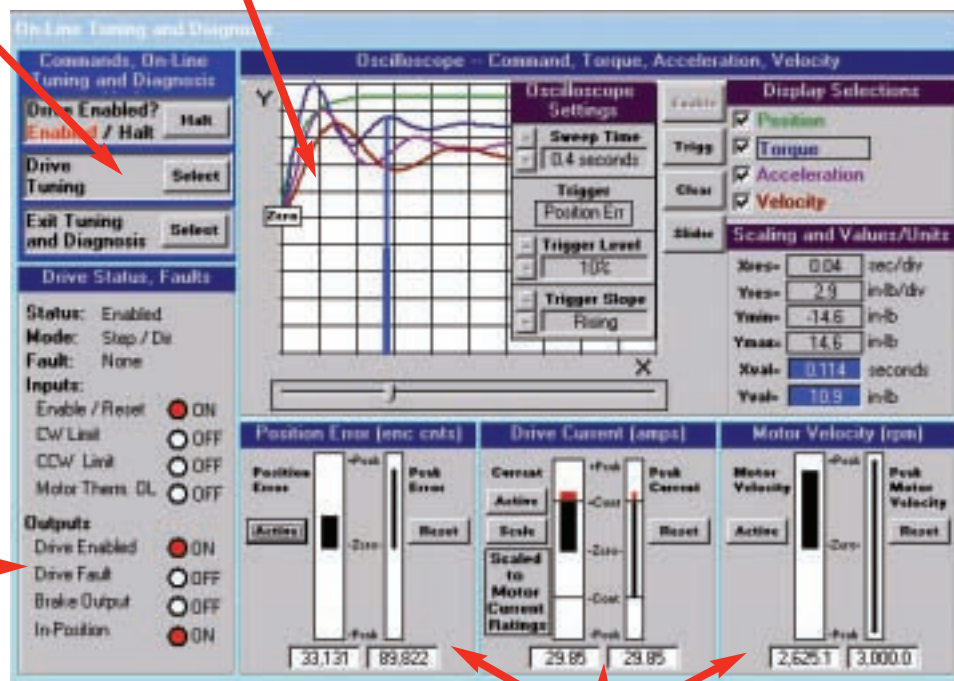 On-Line Tuning and Diagnosis
Commands, On-Line
Tuning and Diagnosis
Drive Enabled?
Enabled / Halt
Halt
Drive
Tuning
Select
Exit Tuning
and Diagnosis
Select
Drive Status, Faults
Status: Enabled
Mode: Step / Dir
Fault: None
Inputs:
Enable / Reset ON
CW Limit OFF
CCW Limit OFF
Motor Therm. OL OFF
Outputs
Drive Enabled ON
Drive Fault OFF
Brake Output OFF
In-Position ON
Oscilloscope -- Command, Torque, Acceleration, Velocity
Y
Zero
X
Oscilloscope
Settings
Sweep Time
0.4 seconds
Trigger
Position Err
Trigger Level
10%
Trigger Slope
Rising
Enable
Trigg
Clear
Slider
Display Selections
Position
Torque
Acceleration
Velocity
Scaling and Values/Units
Xres= 0.04 sec/div
Yres= 2.9 in-lb/div
Ymin= -14.6 in-lb
Ymax= 14.6 in-lb
Xval= 0.114 seconds
Yval= 10.9 in-lb
Position Error (enc cnts)
Position
Error
Active
+Peak
-Zero-
-Peak
Peak
Error
Reset
33,131 89,822
Drive Current (amps)
Current
Active
Scale
Scaled
to
Motor
Current
Ratings
+Peak
-Cont
-Zero-
-Cont
-Peak
Peak
Current
Reset
29.85 29.85
Motor Velocity (rpm)
Motor
Velocity
Active
+Peak
-Zero-
-Peak
Peak
Motor
Velocity
Reset
2,625.1 3,000.0